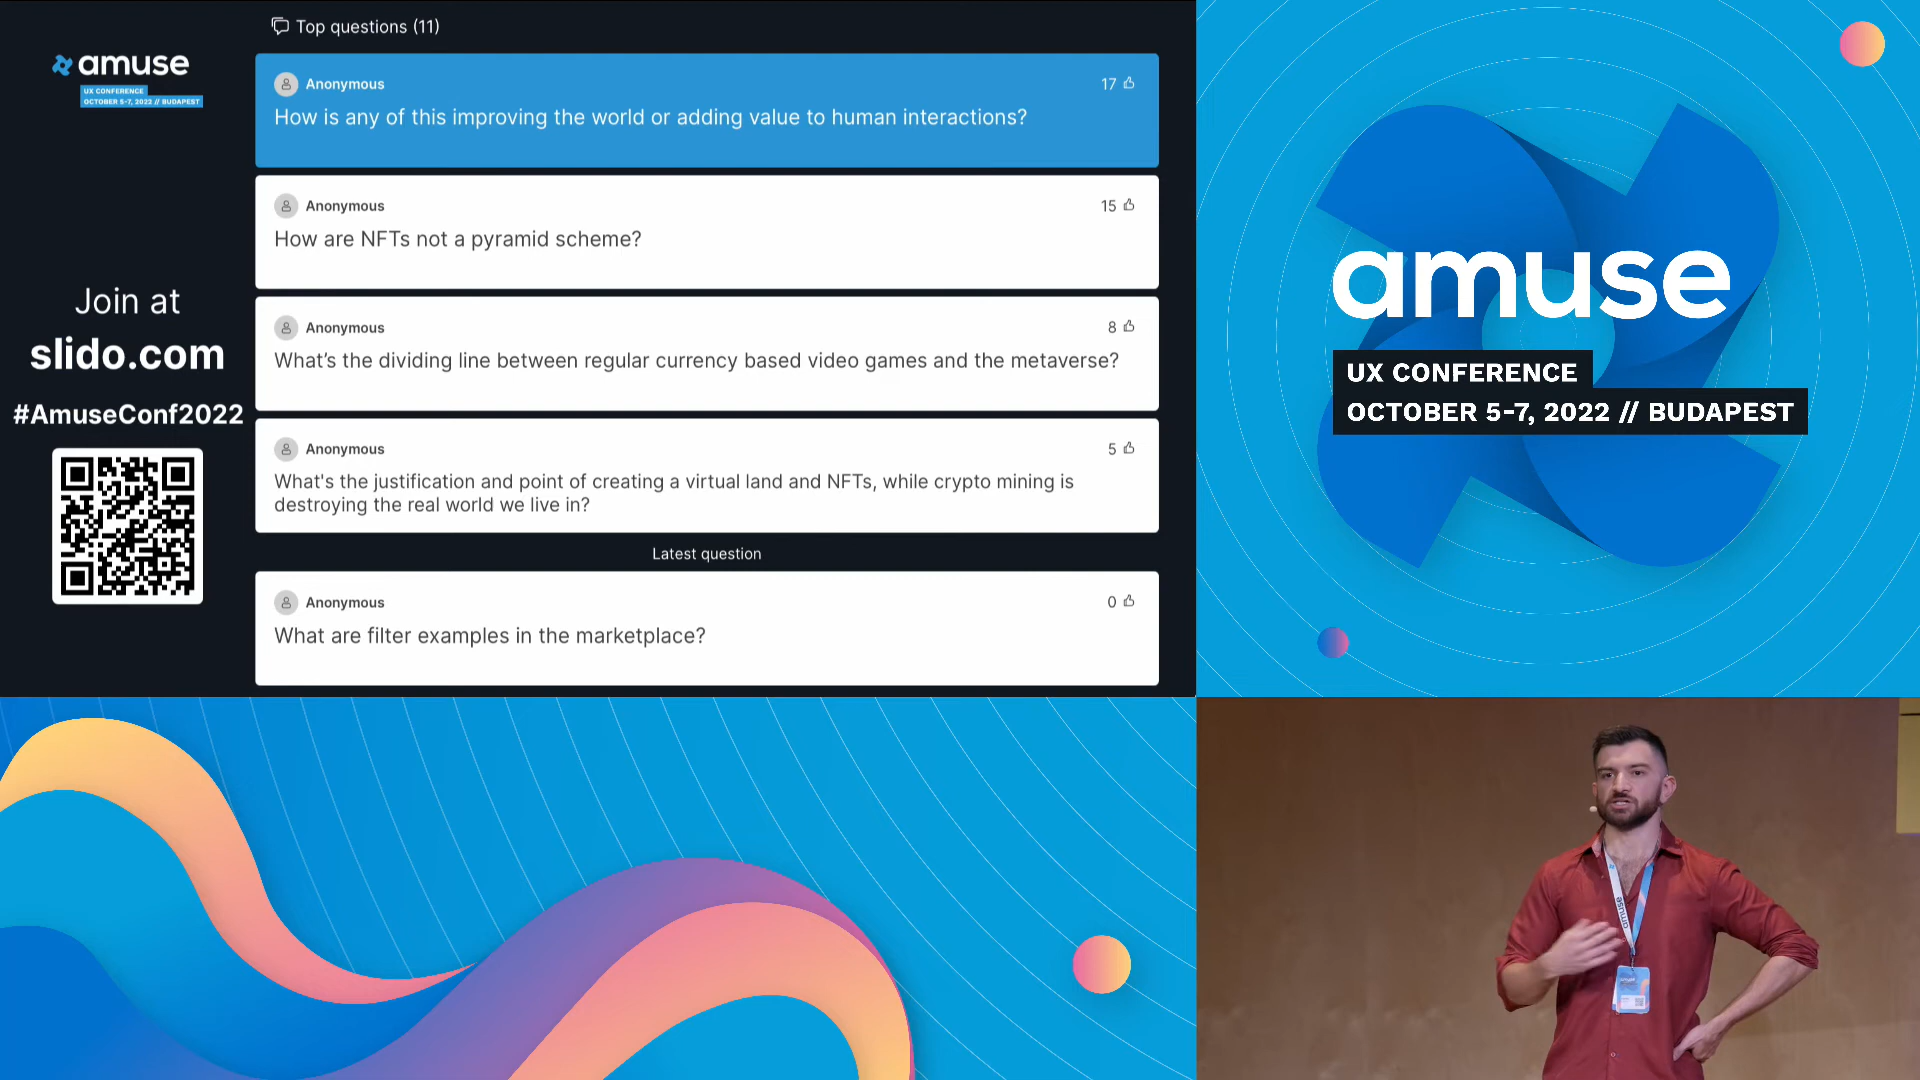 Top questions (11)
amuse
UX CONFERENCE
OCTOBER 5-7, 2022 // BUDAPEST
Anonymous
17
How is any of this improving the world or adding value to human interactions?
Anonymous
15
How are NFTs not a pyramid scheme?
Anonymous
8
What’s the dividing line between regular currency based video games and the metaverse?
Anonymous
5
What's the justification and point of creating a virtual land and NFTs, while crypto mining is
destroying the real world we live in?
Latest question
Anonymous
0
What are filter examples in the marketplace?
Join at
slido.com
#AmuseConf2022
amuse
UX CONFERENCE
OCTOBER 5-7, 2022 // BUDAPEST
amuse
amuse